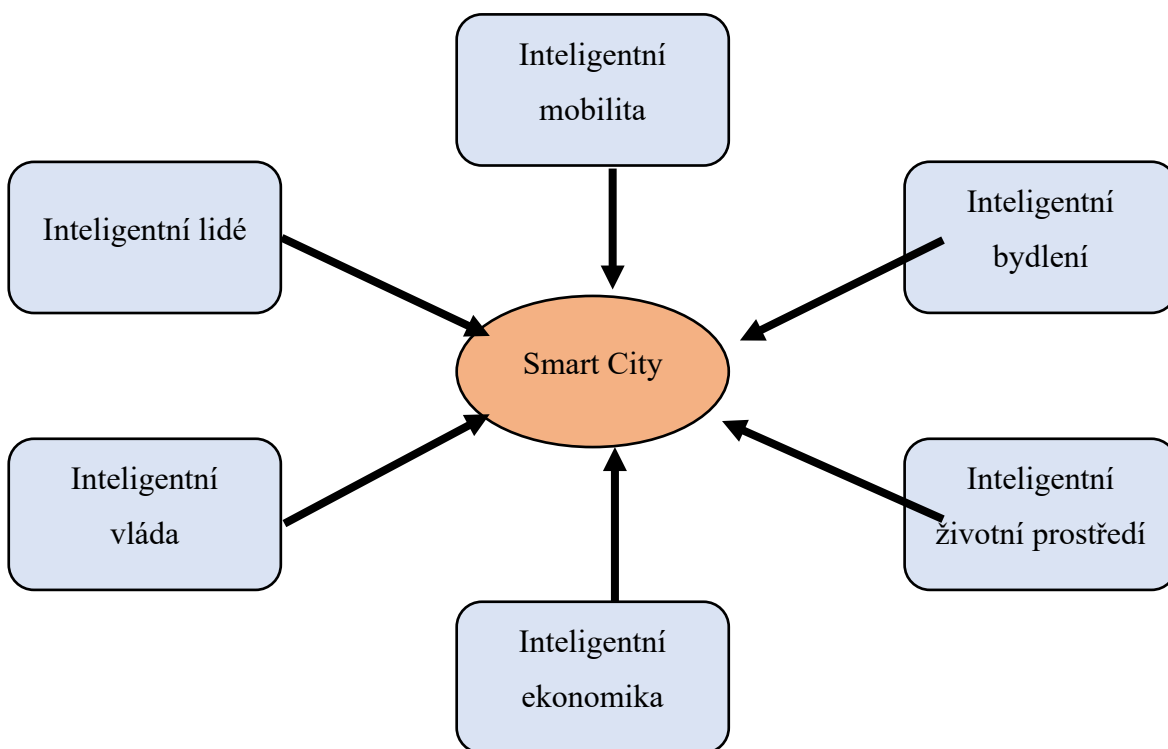 Inteligentní
mobilita
Inteligentní lidé
Inteligentní
bydlení
Smart City
Inteligentní
vláda
Inteligentní
životní prostředí
Inteligentní
ekonomika